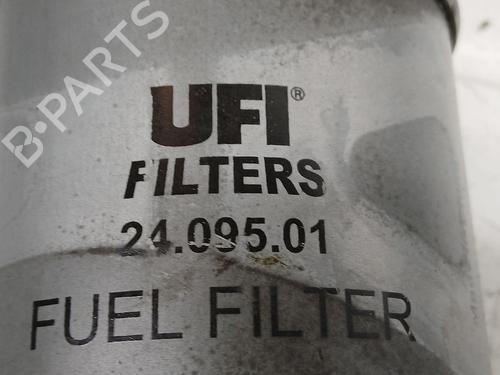 B-PARTS
UFI®
FILTERS
24.095.01
FUEL FILTER